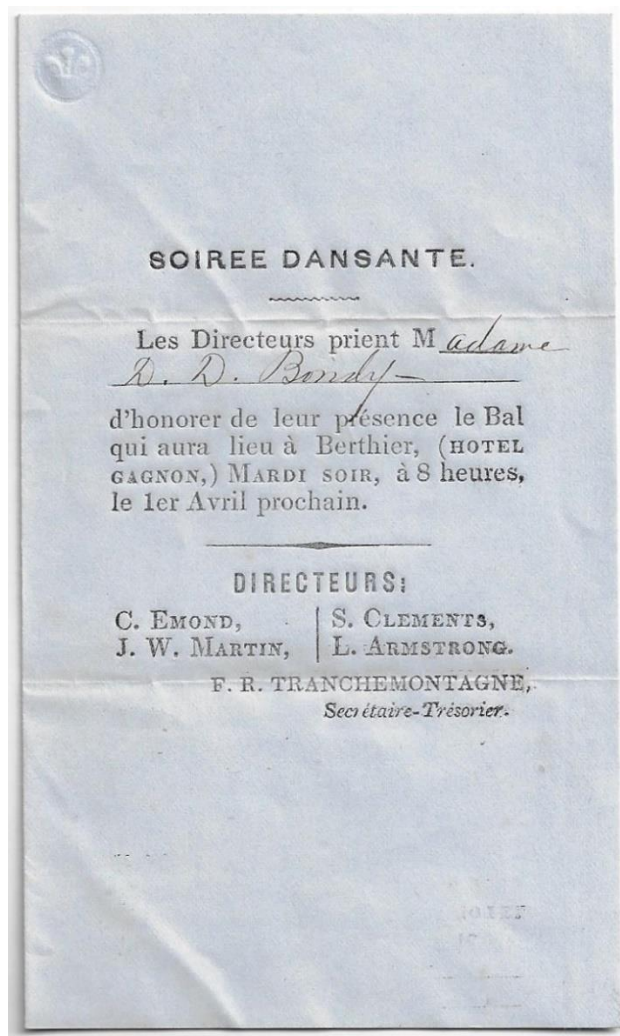 SOIREE DANSANTE.
Les Directeurs prient Madame
D. D. Bondy
d'honorer de leur présence le Bal
qui aura lieu à Berthier, (HOTEL
GAGNON,) MARDI SOIR, à 8 heures,
le 1er Avril prochain.
DIRECTEURS:
C. EMOND,
J. W. MARTIN,
S. CLEMENTS,
L. ARMSTRONG.
F. R. TRANCHEMONTAGNE,
Secrétaire-Trésorier.